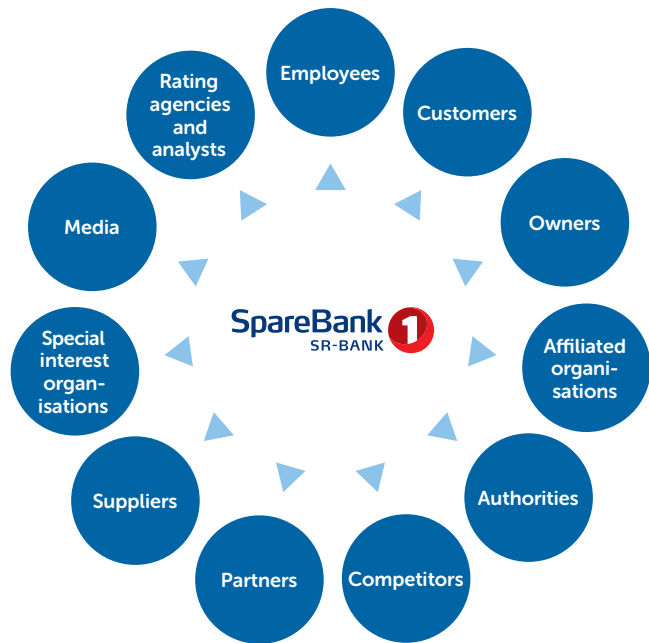 Employees
Customers
Owners
Affiliated
organi-
sations
Authorities
Competitors
Partners
Suppliers
Special
interest
organ-
isations
Media
Rating
agencies
and
analysts
SpareBank 1
SR-BANK